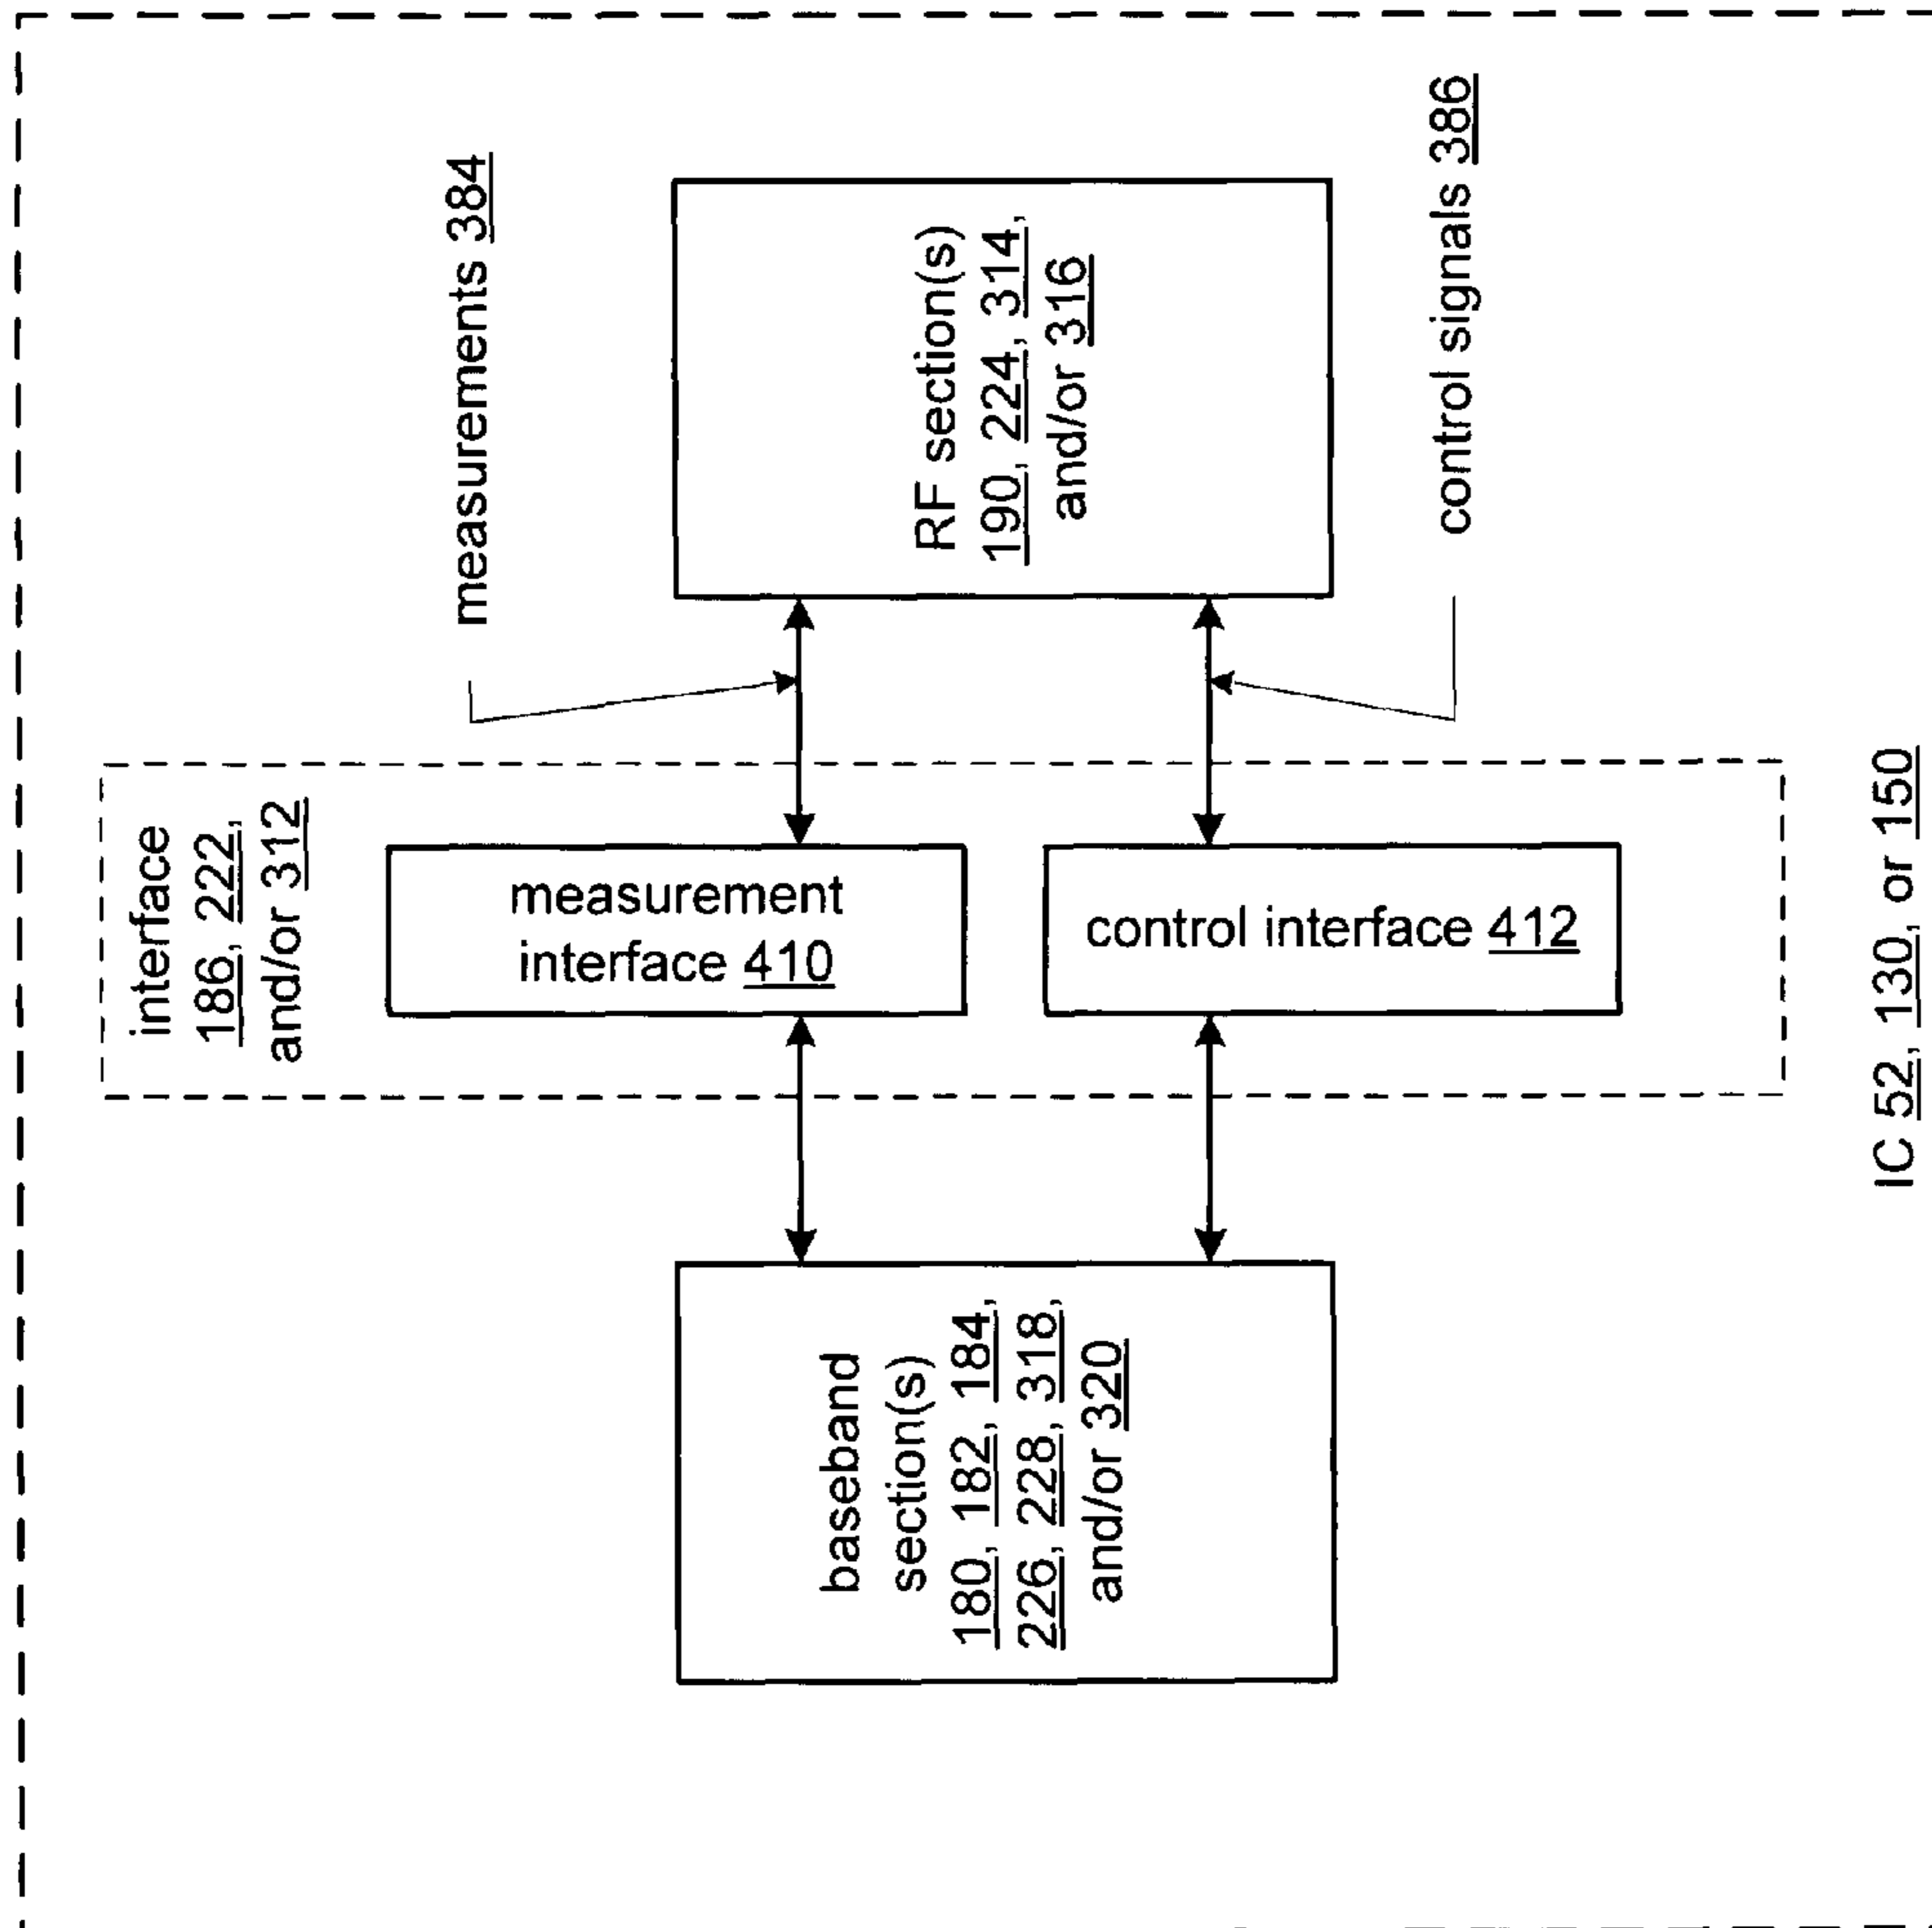 measurements 384
RF section(s)
190, 224, 314,
and/or 316
control signals 386
interface
186, 222,
and/or 312
measurement
interface 410
control interface 412
baseband
section(s)
180, 182, 184,
226, 228, 318,
and/or 320
IC 52, 130, or 150